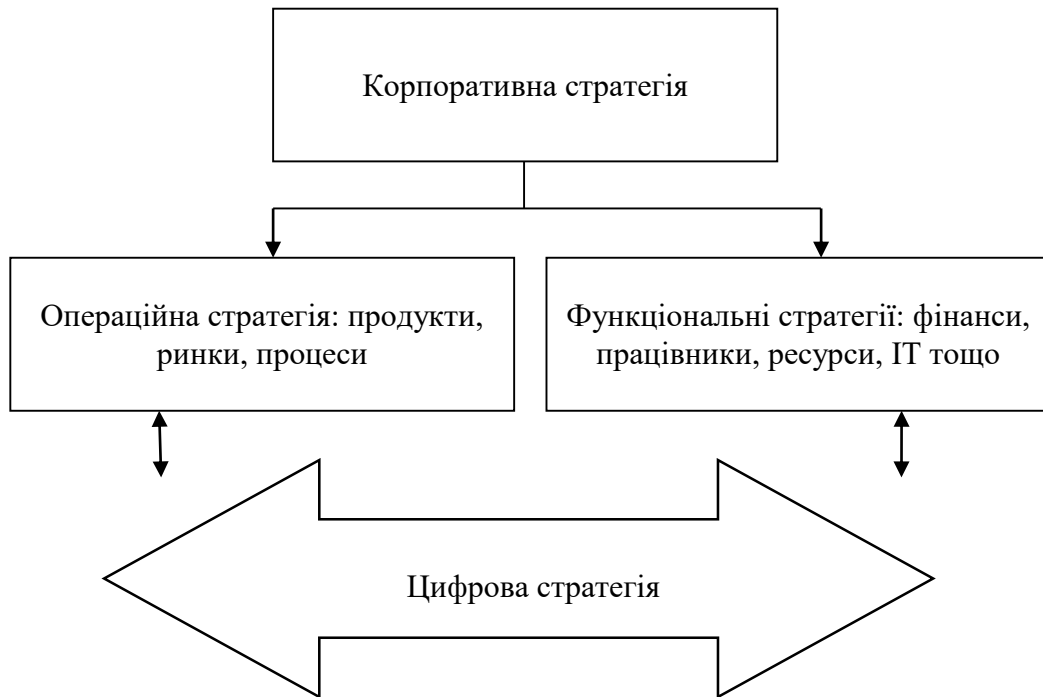 Корпоративна стратегія
Операційна стратегія: продукти,
ринки, процеси
Функціональні стратегії: фінанси,
працівники, ресурси, ІТ тощо
Цифрова стратегія